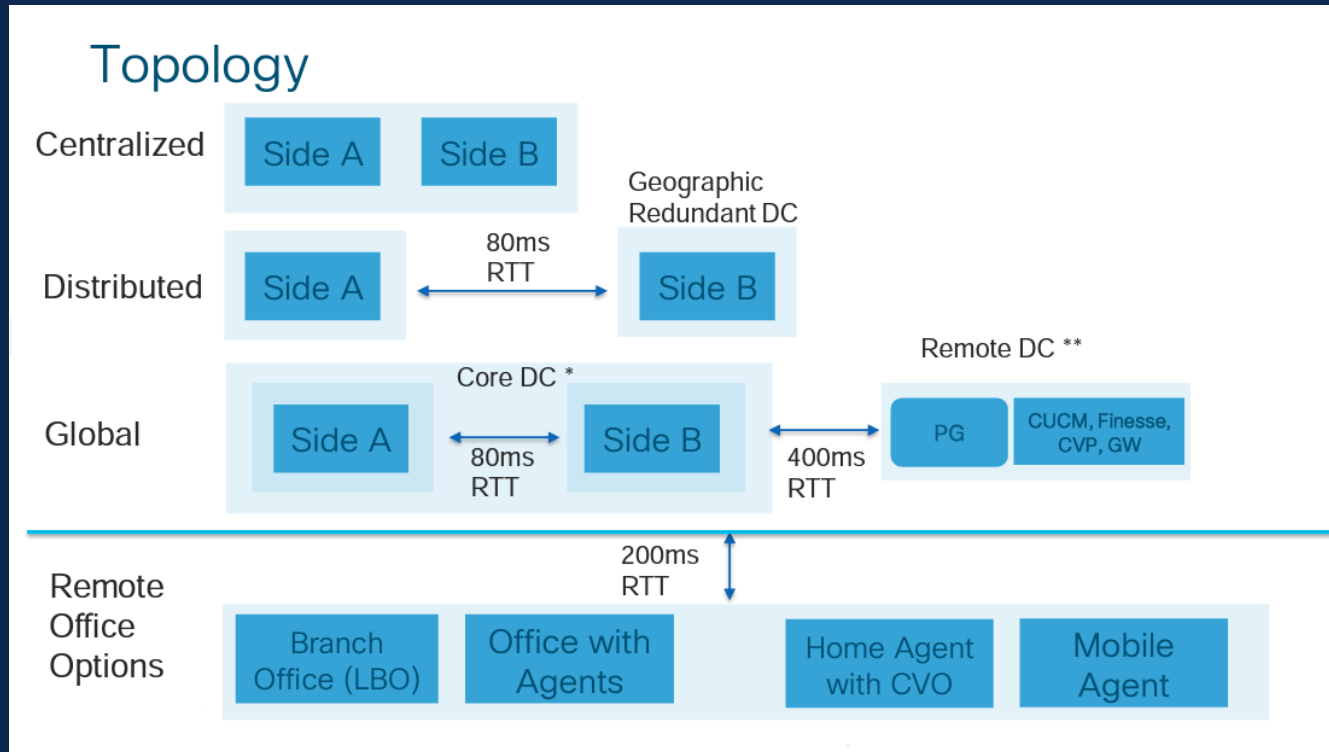 Topology
Centralized
Side A
Side B
Geographic
Redundant DC
Distributed
Side A
80ms
RTT
Side B
Global
Core DC *
Side A
80ms
RTT
Side B
400ms
RTT
Remote DC **
PG
CUCM, Finesse,
CVP, GW
200ms
RTT
Remote
Office
Options
Branch
Office (LBO)
Office with
Agents
Home Agent
with CVO
Mobile
Agent